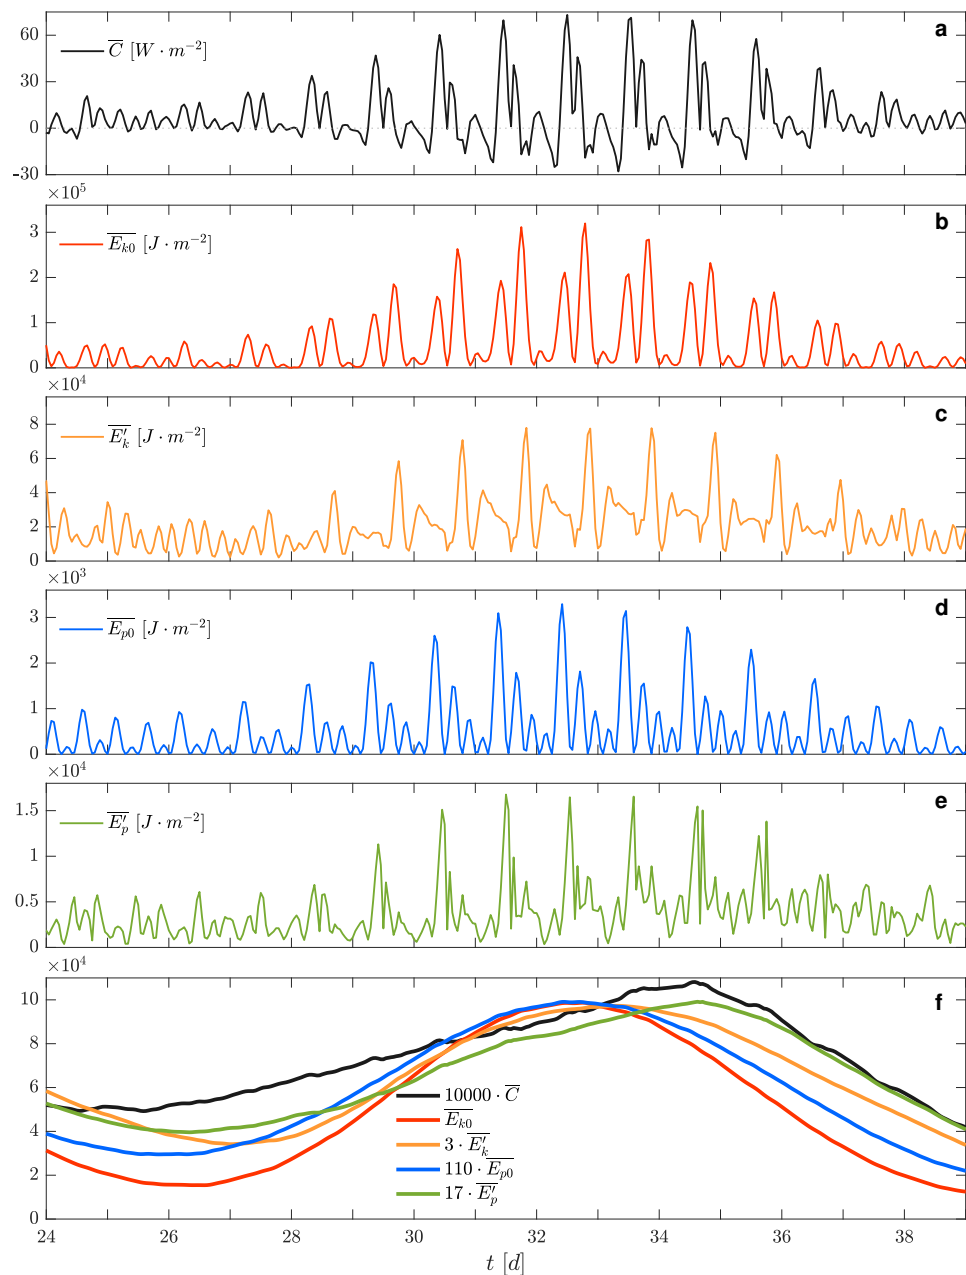 a
60
30
0
-30
C̅ [W · m⁻²]
×10⁵
b
3
2
1
0
E̅ₖ₀ [J · m⁻²]
×10⁴
c
8
6
4
2
0
E̅′ₖ [J · m⁻²]
×10³
d
3
2
1
0
E̅ₚ₀ [J · m⁻²]
×10⁴
e
1.5
1
0.5
0
E̅′ₚ [J · m⁻²]
×10⁴
f
10
8
6
4
2
0
10000 · C̅
E̅ₖ₀
3 · E̅′ₖ
110 · E̅ₚ₀
17 · E̅′ₚ
24 26 28 30 32 34 36 38
t [d]